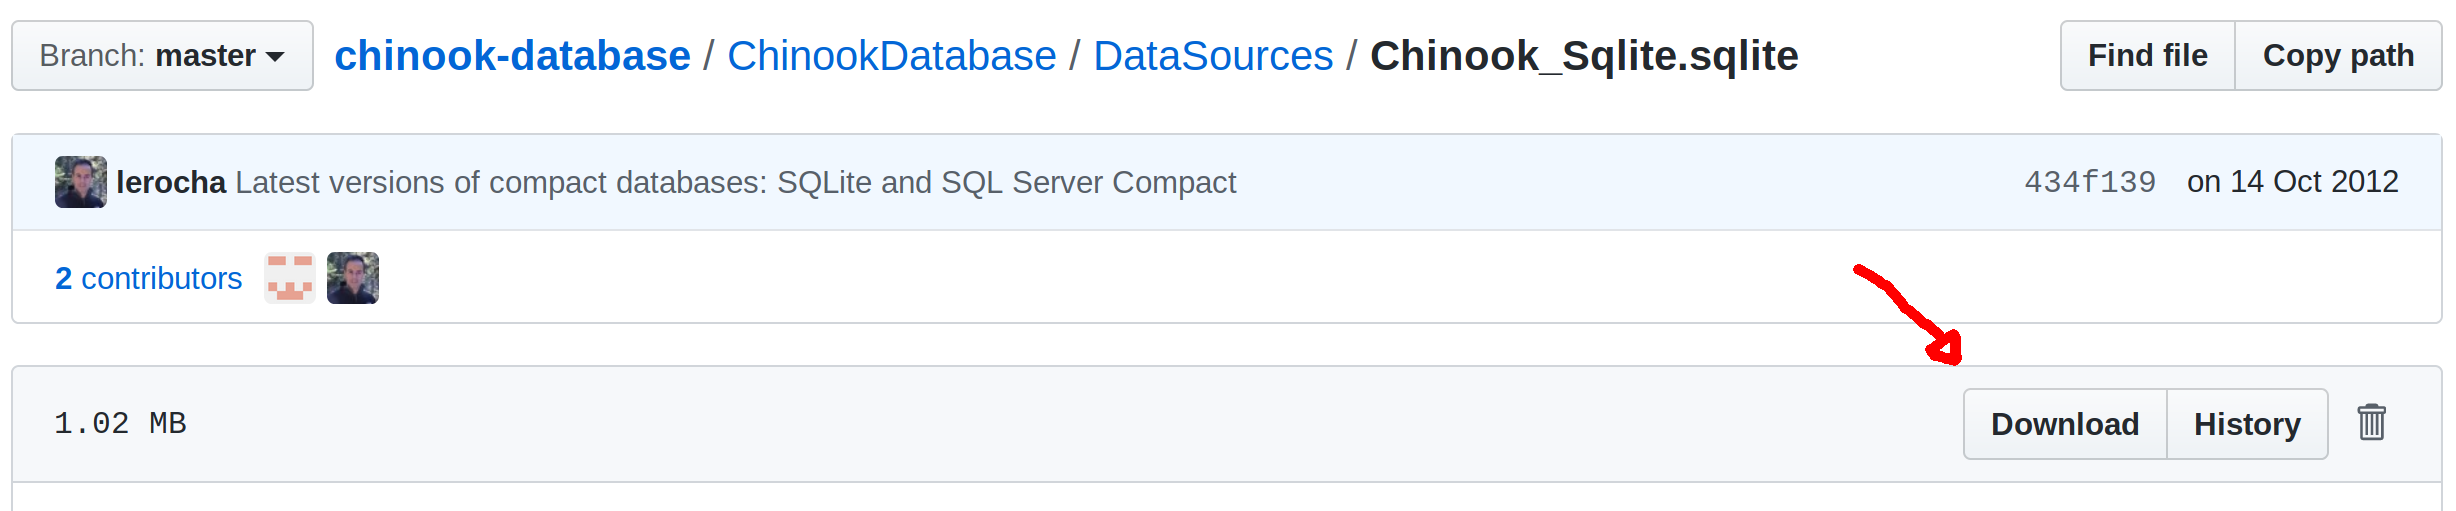 Branch: master chinook-database / ChinookDatabase / DataSources / Chinook_Sqlite.sqlite Find file Copy path
lerocha Latest versions of compact databases: SQLite and SQL Server Compact 434f139 on 14 Oct 2012
2 contributors
1.02 MB Download History